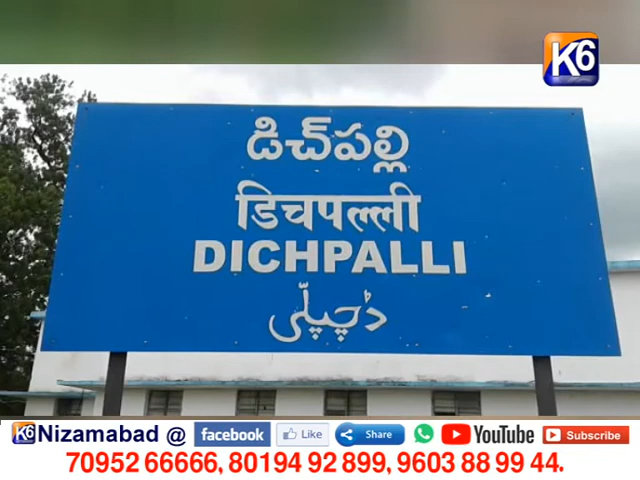 K6
డిచ్‌పల్లి
डिचपल्ली
DICHPALLI
ڈچپلّی
K6 Nizamabad @ facebook Like Share YouTube Subscribe
70952 66666, 80194 92 899, 9603 88 99 44.